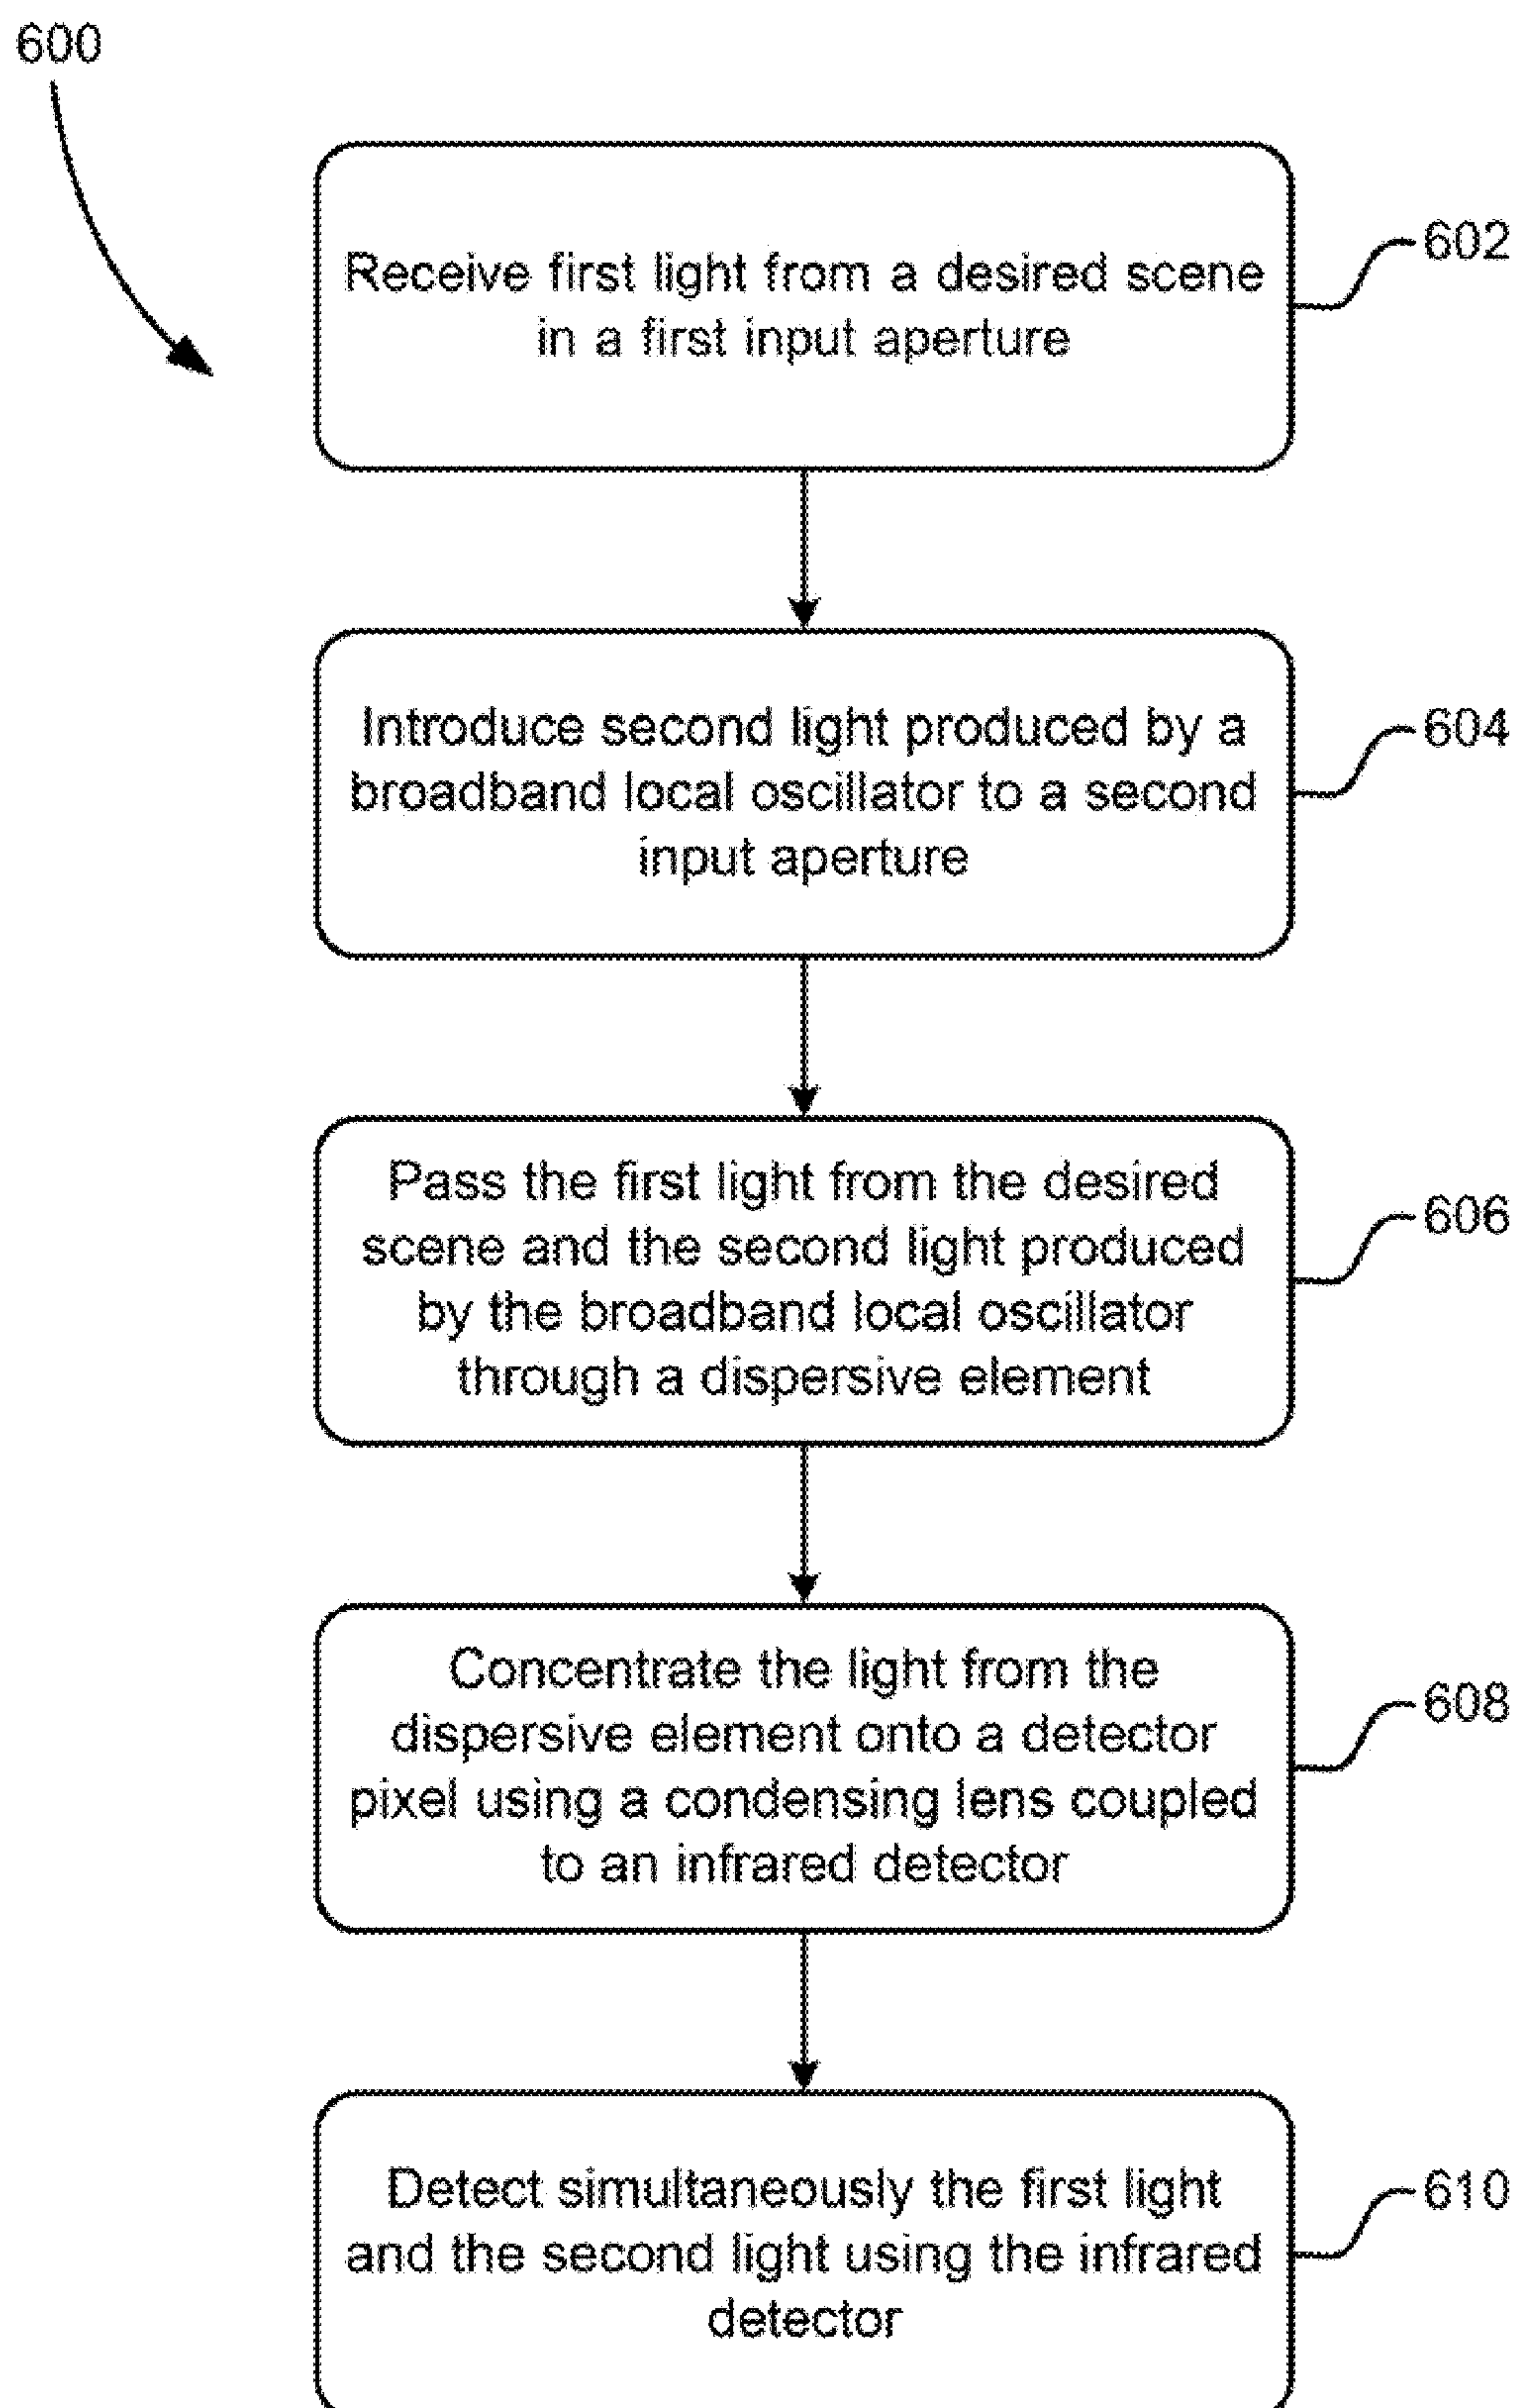 600
Receive first light from a desired scene
in a first input aperture
602
Introduce second light produced by a
broadband local oscillator to a second
input aperture
604
Pass the first light from the desired
scene and the second light produced
by the broadband local oscillator
through a dispersive element
606
Concentrate the light from the
dispersive element onto a detector
pixel using a condensing lens coupled
to an infrared detector
608
Detect simultaneously the first light
and the second light using the infrared
detector
610